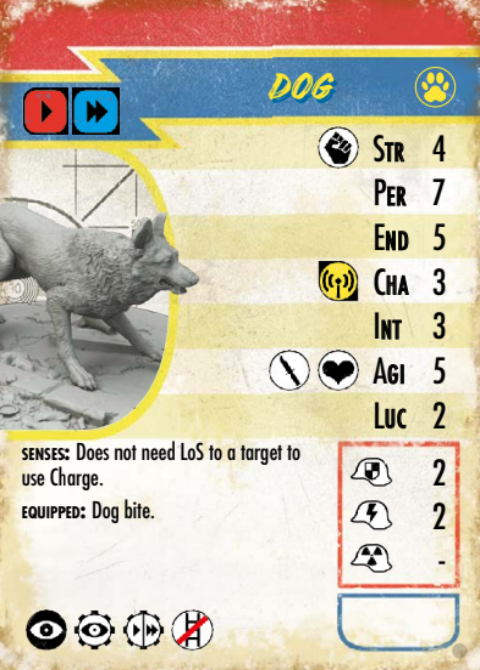 DOG
STR 4
PER 7
END 5
CHA 3
INT 3
AGI 5
LUC 2
SENSES: Does not need LoS to a target to
use Charge.
EQUIPPED: Dog bite.
2
2
-